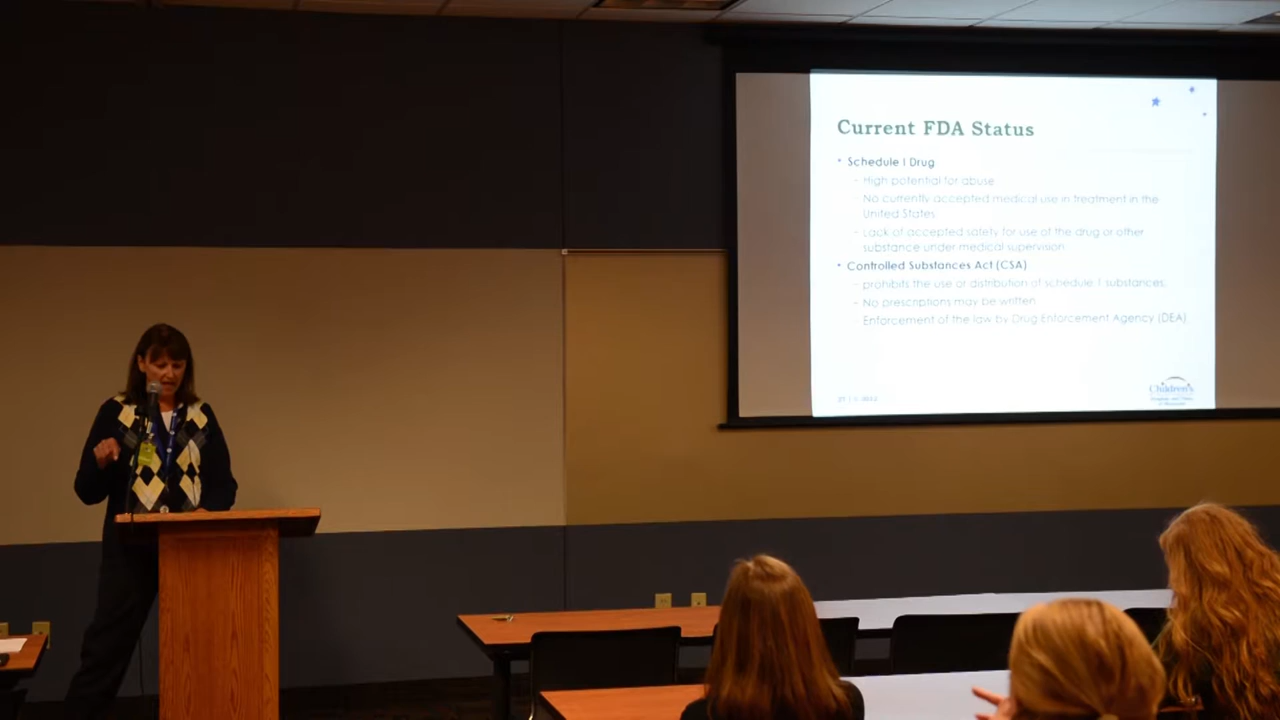 Current FDA Status
• Schedule I Drug
– High potential for abuse
– No currently accepted medical use in treatment in the
United States
– Lack of accepted safety for use of the drug or other
substance under medical supervision
• Controlled Substances Act (CSA)
– prohibits the use or distribution of schedule 1 substances;
– No prescriptions may be written
Enforcement of the law by Drug Enforcement Agency (DEA)
Children's